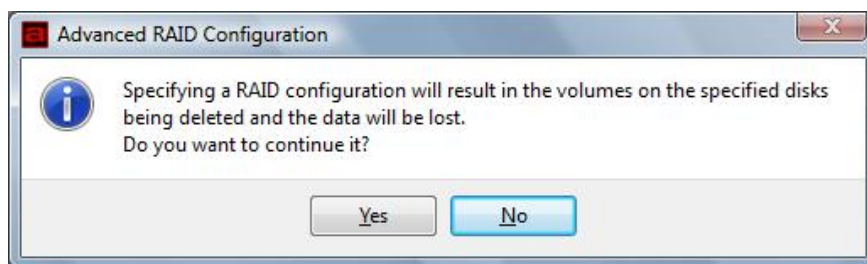 Advanced RAID Configuration
Specifying a RAID configuration will result in the volumes on the specified disks
being deleted and the data will be lost.
Do you want to continue it?
Yes
No